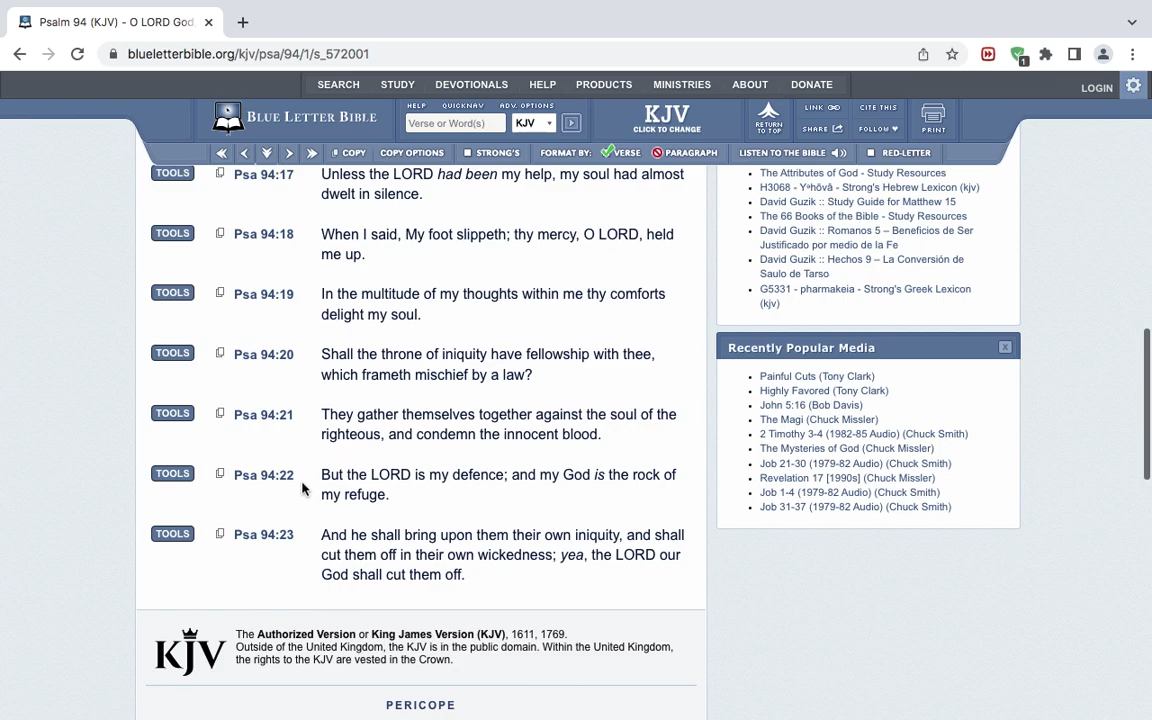 Psalm 94 (KJV) - O LORD God
blueletterbible.org/kjv/psa/94/1/s_572001
1
SEARCH STUDY DEVOTIONALS HELP PRODUCTS MINISTRIES ABOUT DONATE LOGIN
BLUE LETTER BIBLE
HELP QUICKNAV ADV. OPTIONS
Verse or Word(s) KJV
KJV
CLICK TO CHANGE
RETURN
TO TOP
LINK CITE THIS
SHARE FOLLOW
PRINT
COPY COPY OPTIONS STRONG'S FORMAT BY: VERSE PARAGRAPH LISTEN TO THE BIBLE RED-LETTER
TOOLS Psa 94:17 Unless the LORD had been my help, my soul had almost
dwelt in silence.
TOOLS Psa 94:18 When I said, My foot slippeth; thy mercy, O LORD, held
me up.
TOOLS Psa 94:19 In the multitude of my thoughts within me thy comforts
delight my soul.
TOOLS Psa 94:20 Shall the throne of iniquity have fellowship with thee,
which frameth mischief by a law?
TOOLS Psa 94:21 They gather themselves together against the soul of the
righteous, and condemn the innocent blood.
TOOLS Psa 94:22 But the LORD is my defence; and my God is the rock of
my refuge.
TOOLS Psa 94:23 And he shall bring upon them their own iniquity, and shall
cut them off in their own wickedness; yea, the LORD our
God shall cut them off.
KJV
The Authorized Version or King James Version (KJV), 1611, 1769.
Outside of the United Kingdom, the KJV is in the public domain. Within the United Kingdom,
the rights to the KJV are vested in the Crown.
PERICOPE
The Attributes of God - Study Resources
H3068 - Yᵊhōvâ - Strong's Hebrew Lexicon (kjv)
David Guzik :: Study Guide for Matthew 15
The 66 Books of the Bible - Study Resources
David Guzik :: Romanos 5 – Beneficios de Ser
Justificado por medio de la Fe
David Guzik :: Hechos 9 – La Conversión de
Saulo de Tarso
G5331 - pharmakeia - Strong's Greek Lexicon
(kjv)
Recently Popular Media x
Painful Cuts (Tony Clark)
Highly Favored (Tony Clark)
John 5:16 (Bob Davis)
The Magi (Chuck Missler)
2 Timothy 3-4 (1982-85 Audio) (Chuck Smith)
The Mysteries of God (Chuck Missler)
Job 21-30 (1979-82 Audio) (Chuck Smith)
Revelation 17 [1990s] (Chuck Missler)
Job 1-4 (1979-82 Audio) (Chuck Smith)
Job 31-37 (1979-82 Audio) (Chuck Smith)